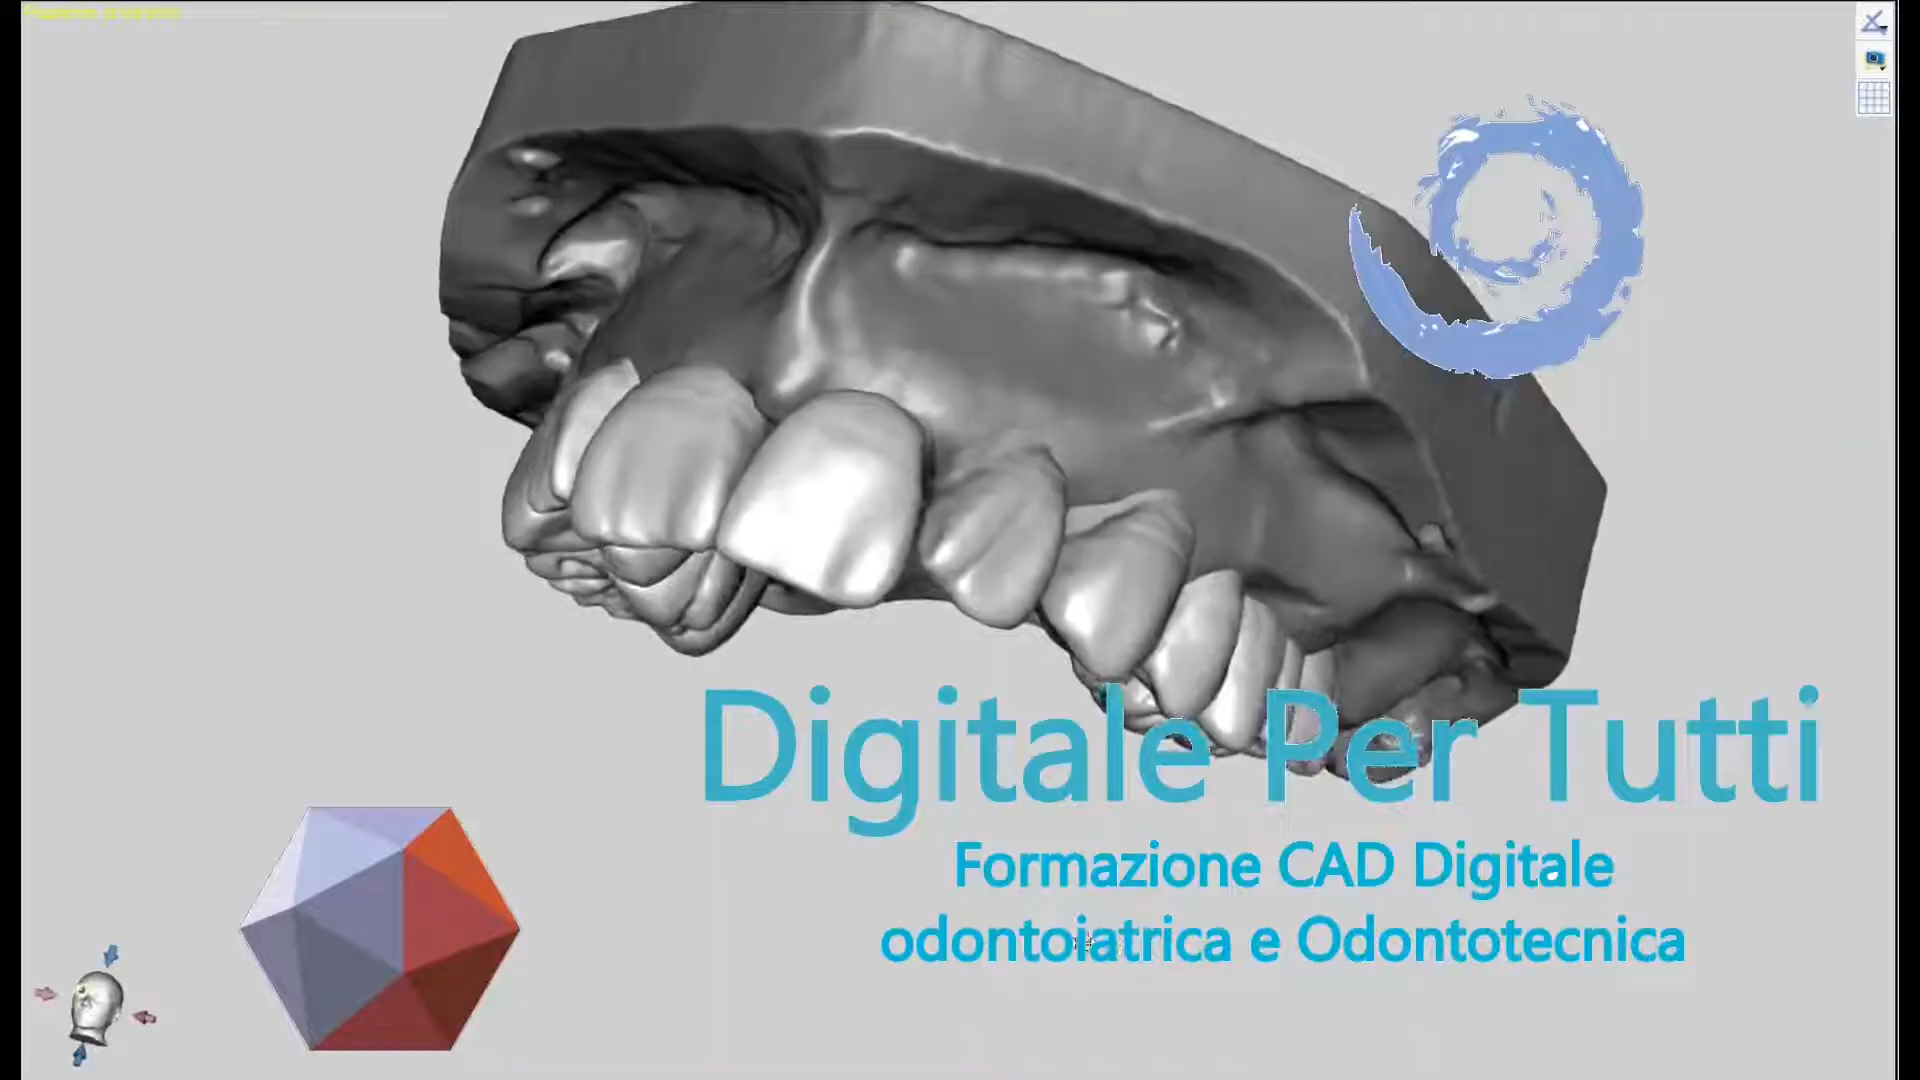 Digitale Per Tutti
Formazione CAD Digitale
odontoiatrica e Odontotecnica